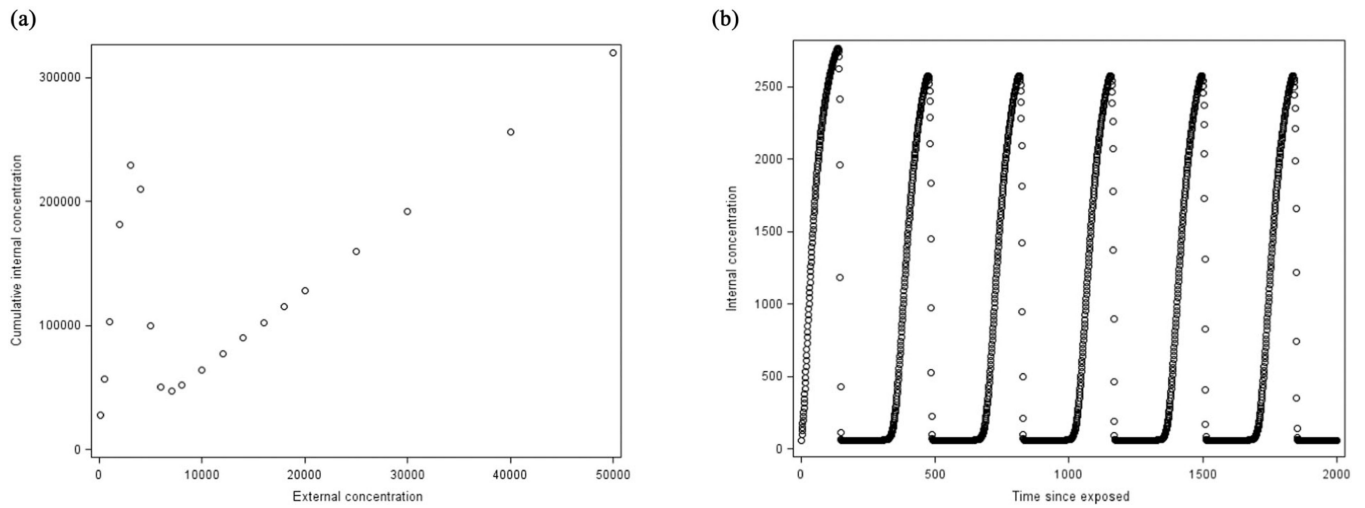 (a)
Cumulative internal concentration
300000
200000
100000
0
0 10000 20000 30000 40000 50000
External concentration
(b)
Internal concentration
2500
2000
1500
1000
500
0
0 500 1000 1500 2000
Time since exposed